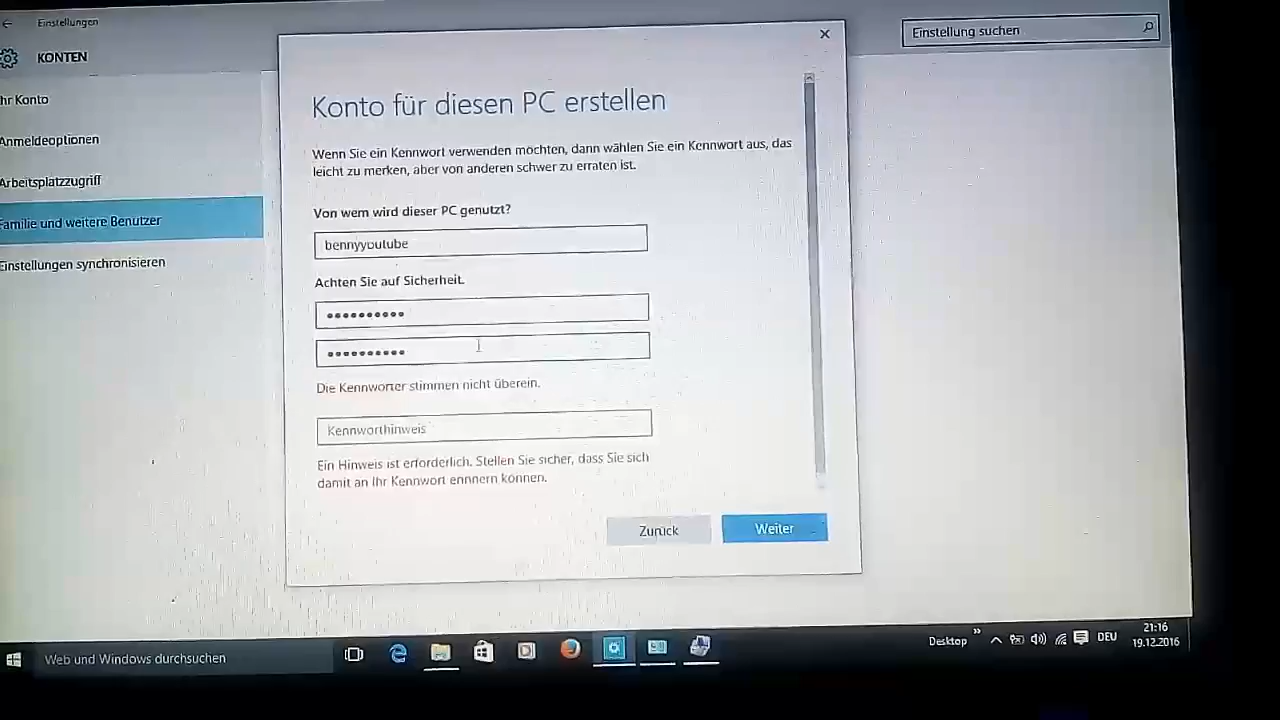 Einstellungen
KONTEN
Einstellung suchen
hr Konto
Anmeldeoptionen
Arbeitsplatzzugriff
Familie und weitere Benutzer
Einstellungen synchronisieren
Konto für diesen PC erstellen
Wenn Sie ein Kennwort verwenden möchten, dann wählen Sie ein Kennwort aus, das
leicht zu merken, aber von anderen schwer zu erraten ist.
Von wem wird dieser PC genutzt?
bennyyoutube
Achten Sie auf Sicherheit.
Die Kennwörter stimmen nicht überein.
Kennworthinweis
Ein Hinweis ist erforderlich. Stellen Sie sicher, dass Sie sich
damit an Ihr Kennwort erinnern können.
Zurück
Weiter
Web und Windows durchsuchen
Desktop
DEU
21:16
19.12.2016